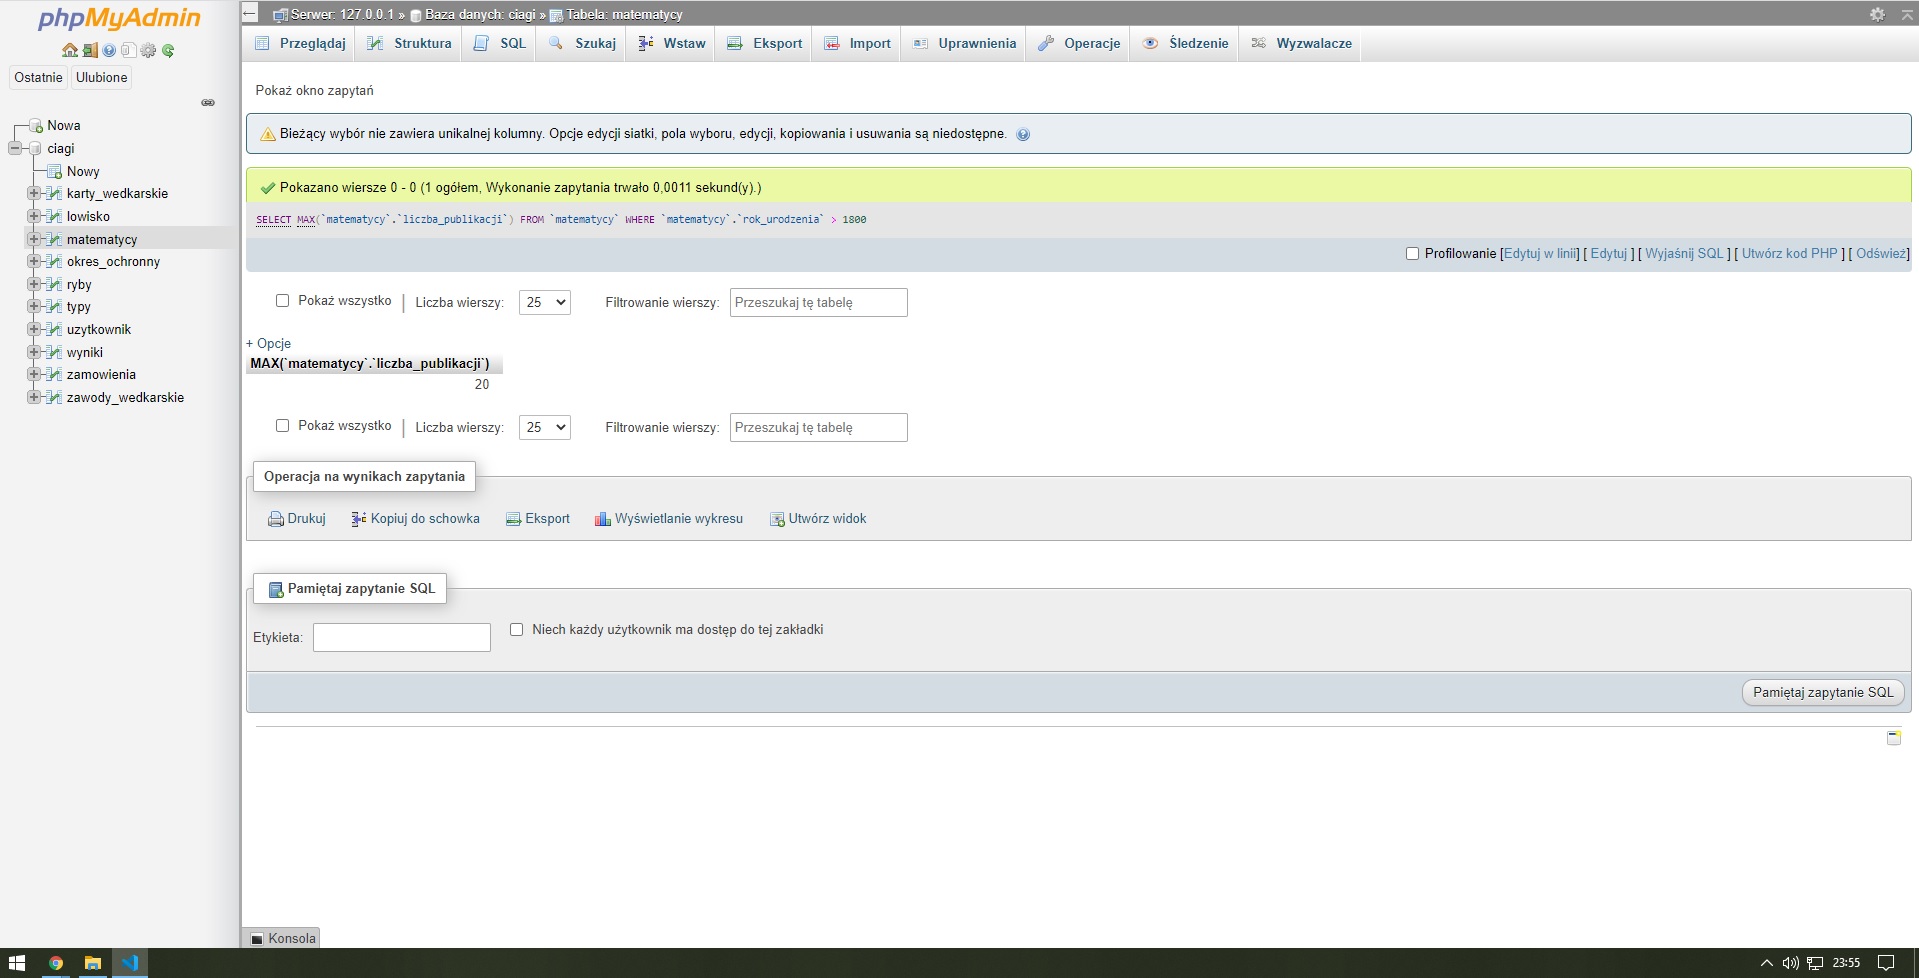 phpMyAdmin
Ostatnie
Ulubione
Nowa
ciagi
Nowy
karty_wedkarskie
lowisko
matematycy
okres_ochronny
ryby
typy
uzytkownik
wyniki
zamowienia
zawody_wedkarskie
Serwer: 127.0.0.1 » Baza danych: ciagi » Tabela: matematycy
Przeglądaj Struktura SQL Szukaj Wstaw Eksport Import Uprawnienia Operacje Śledzenie Wyzwalacze
Pokaż okno zapytań
Bieżący wybór nie zawiera unikalnej kolumny. Opcje edycji siatki, pola wyboru, edycji, kopiowania i usuwania są niedostępne.
Pokazano wiersze 0 - 0 (1 ogółem, Wykonanie zapytania trwało 0,0011 sekund(y).)
SELECT MAX(`matematycy`.`liczba_publikacji`) FROM `matematycy` WHERE `matematycy`.`rok_urodzenia` > 1800
Profilowanie [Edytuj w linii] [ Edytuj ] [ Wyjaśnij SQL ] [ Utwórz kod PHP ] [ Odśwież]
Pokaż wszystko | Liczba wierszy: 25 Filtrowanie wierszy: Przeszukaj tę tabelę
+ Opcje
MAX(`matematycy`.`liczba_publikacji`)
20
Pokaż wszystko | Liczba wierszy: 25 Filtrowanie wierszy: Przeszukaj tę tabelę
Operacja na wynikach zapytania
Drukuj Kopiuj do schowka Eksport Wyświetlanie wykresu Utwórz widok
Pamiętaj zapytanie SQL
Etykieta: Niech każdy użytkownik ma dostęp do tej zakładki
Pamiętaj zapytanie SQL
Konsola
23:55